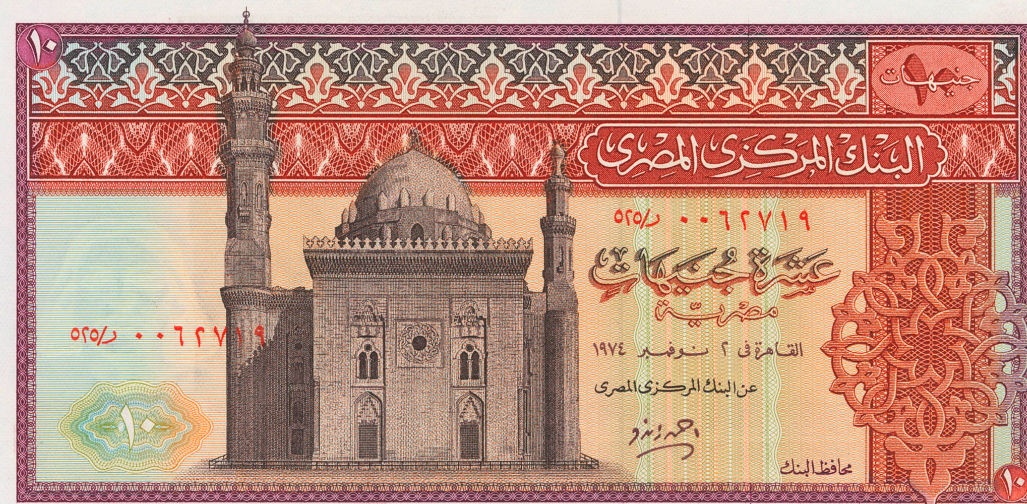 ١٠
١٠ جنيهات
البنك المركزى المصرى
د/٥٢٥ ٠٠٦٢٧١٩
عشرة جنيهات
مصرية
د/٥٢٥ ٠٠٦٢٧١٩
القاهرة فى ٢ نوفمبر ١٩٧٤
عن البنك المركزى المصرى
١٠
محافظ البنك
١٠